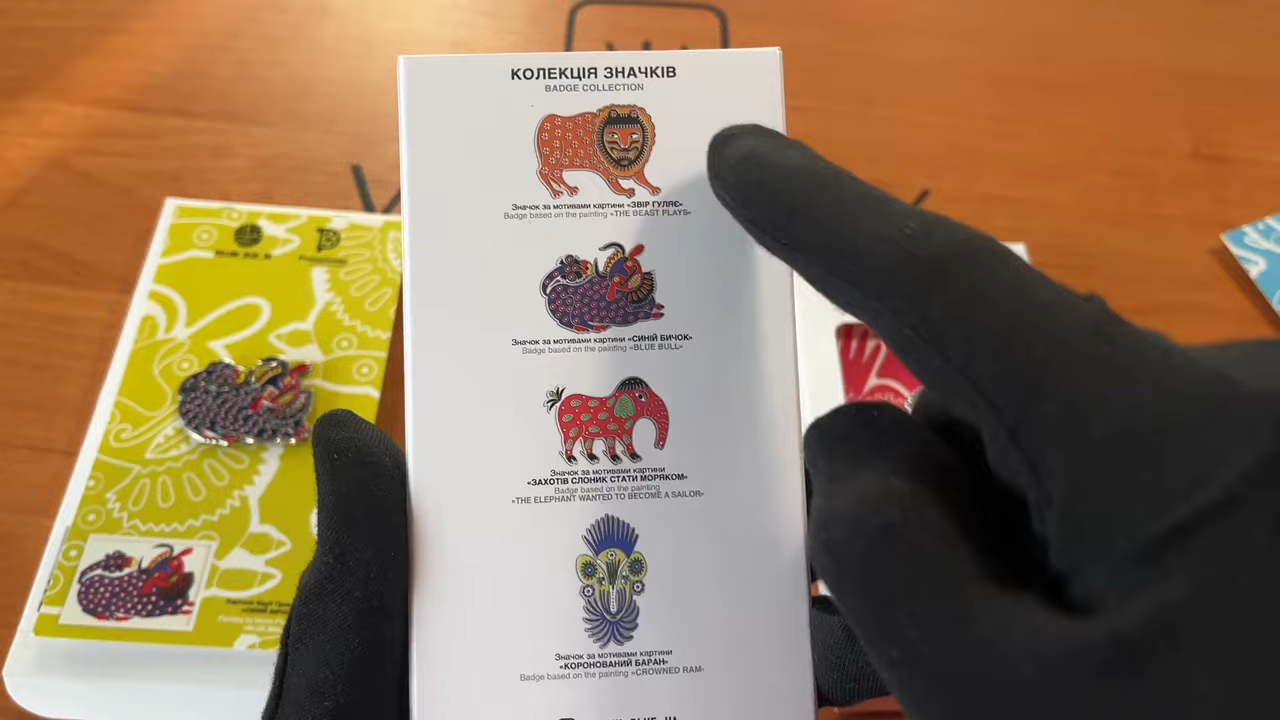 КОЛЕКЦІЯ ЗНАЧКІВ
BADGE COLLECTION
Значок за мотивами картини «ЗВІР ГУЛЯЄ»
Badge based on the painting «THE BEAST PLAYS»
Значок за мотивами картини «СИНІЙ БИЧОК»
Badge based on the painting «BLUE BULL»
Значок за мотивами картини
«ЗАХОТІВ СЛОНИК СТАТИ МОРЯКОМ»
Badge based on the painting
«THE ELEPHANT WANTED TO BECOME A SAILOR»
Значок за мотивами картини
«КОРОНОВАНИЙ БАРАН»
Badge based on the painting «CROWNED RAM»